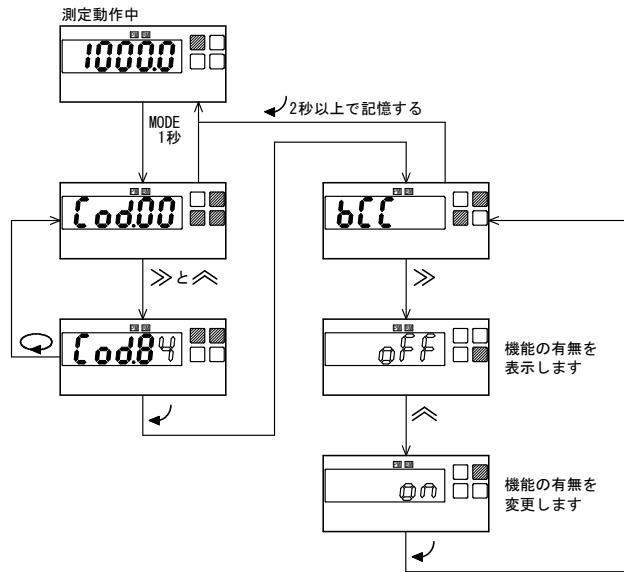 測定動作中
1000.0
MODE
1秒
2秒以上で記憶する
Cod.00
bCC
≫と︽
≫
Cod.84
oFF
機能の有無を
表示します
︽
on
機能の有無を
変更します